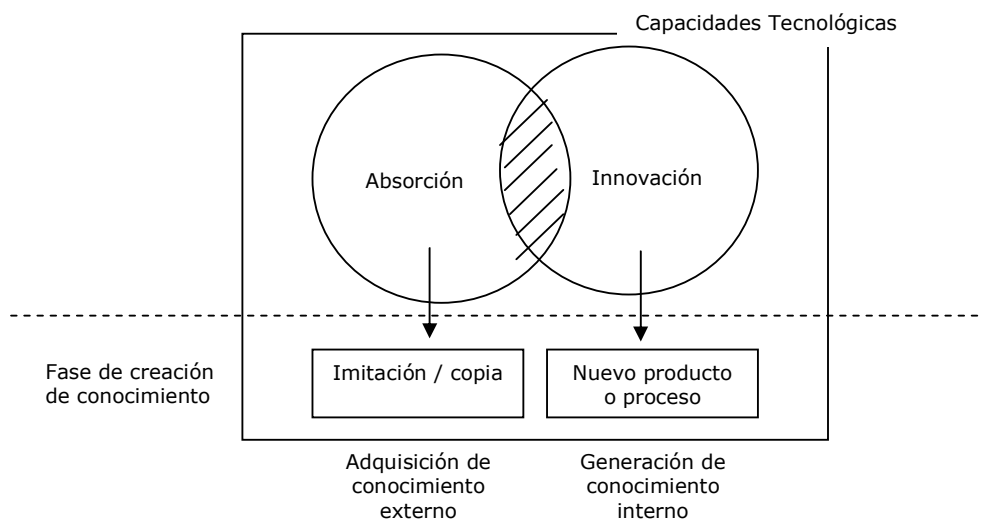 Capacidades Tecnológicas
Absorción
Innovación
Fase de creación
de conocimiento
Imitación / copia
Nuevo producto
o proceso
Adquisición de
conocimiento
externo
Generación de
conocimiento
interno